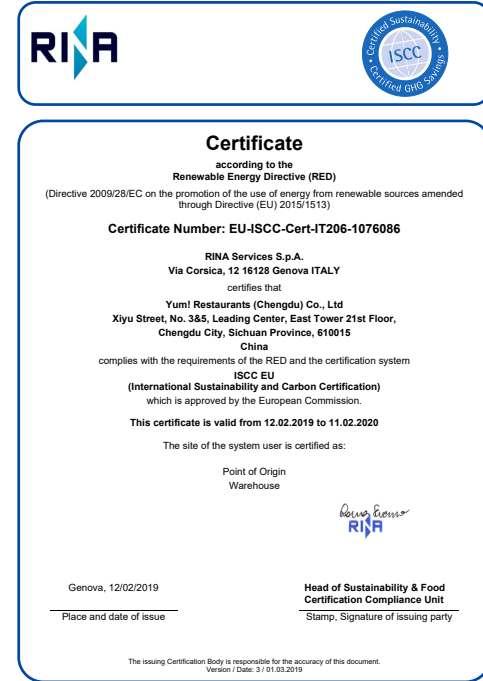 RINA
Certified Sustainability
ISCC
Certified GHG Savings
Certificate
according to the
Renewable Energy Directive (RED)
(Directive 2009/28/EC on the promotion of the use of energy from renewable sources amended
through Directive (EU) 2015/1513)
Certificate Number: EU-ISCC-Cert-IT206-1076086
RINA Services S.p.A.
Via Corsica, 12 16128 Genova ITALY
certifies that
Yum! Restaurants (Chengdu) Co., Ltd
Xiyu Street, No. 3&5, Leading Center, East Tower 21st Floor,
Chengdu City, Sichuan Province, 610015
China
complies with the requirements of the RED and the certification system
ISCC EU
(International Sustainability and Carbon Certification)
which is approved by the European Commission.
This certificate is valid from 12.02.2019 to 11.02.2020
The site of the system user is certified as:
Point of Origin
Warehouse
RINA
Genova, 12/02/2019
Place and date of issue
Head of Sustainability & Food
Certification Compliance Unit
Stamp, Signature of issuing party
The issuing Certification Body is responsible for the accuracy of this document.
Version / Date: 3 / 01.03.2019